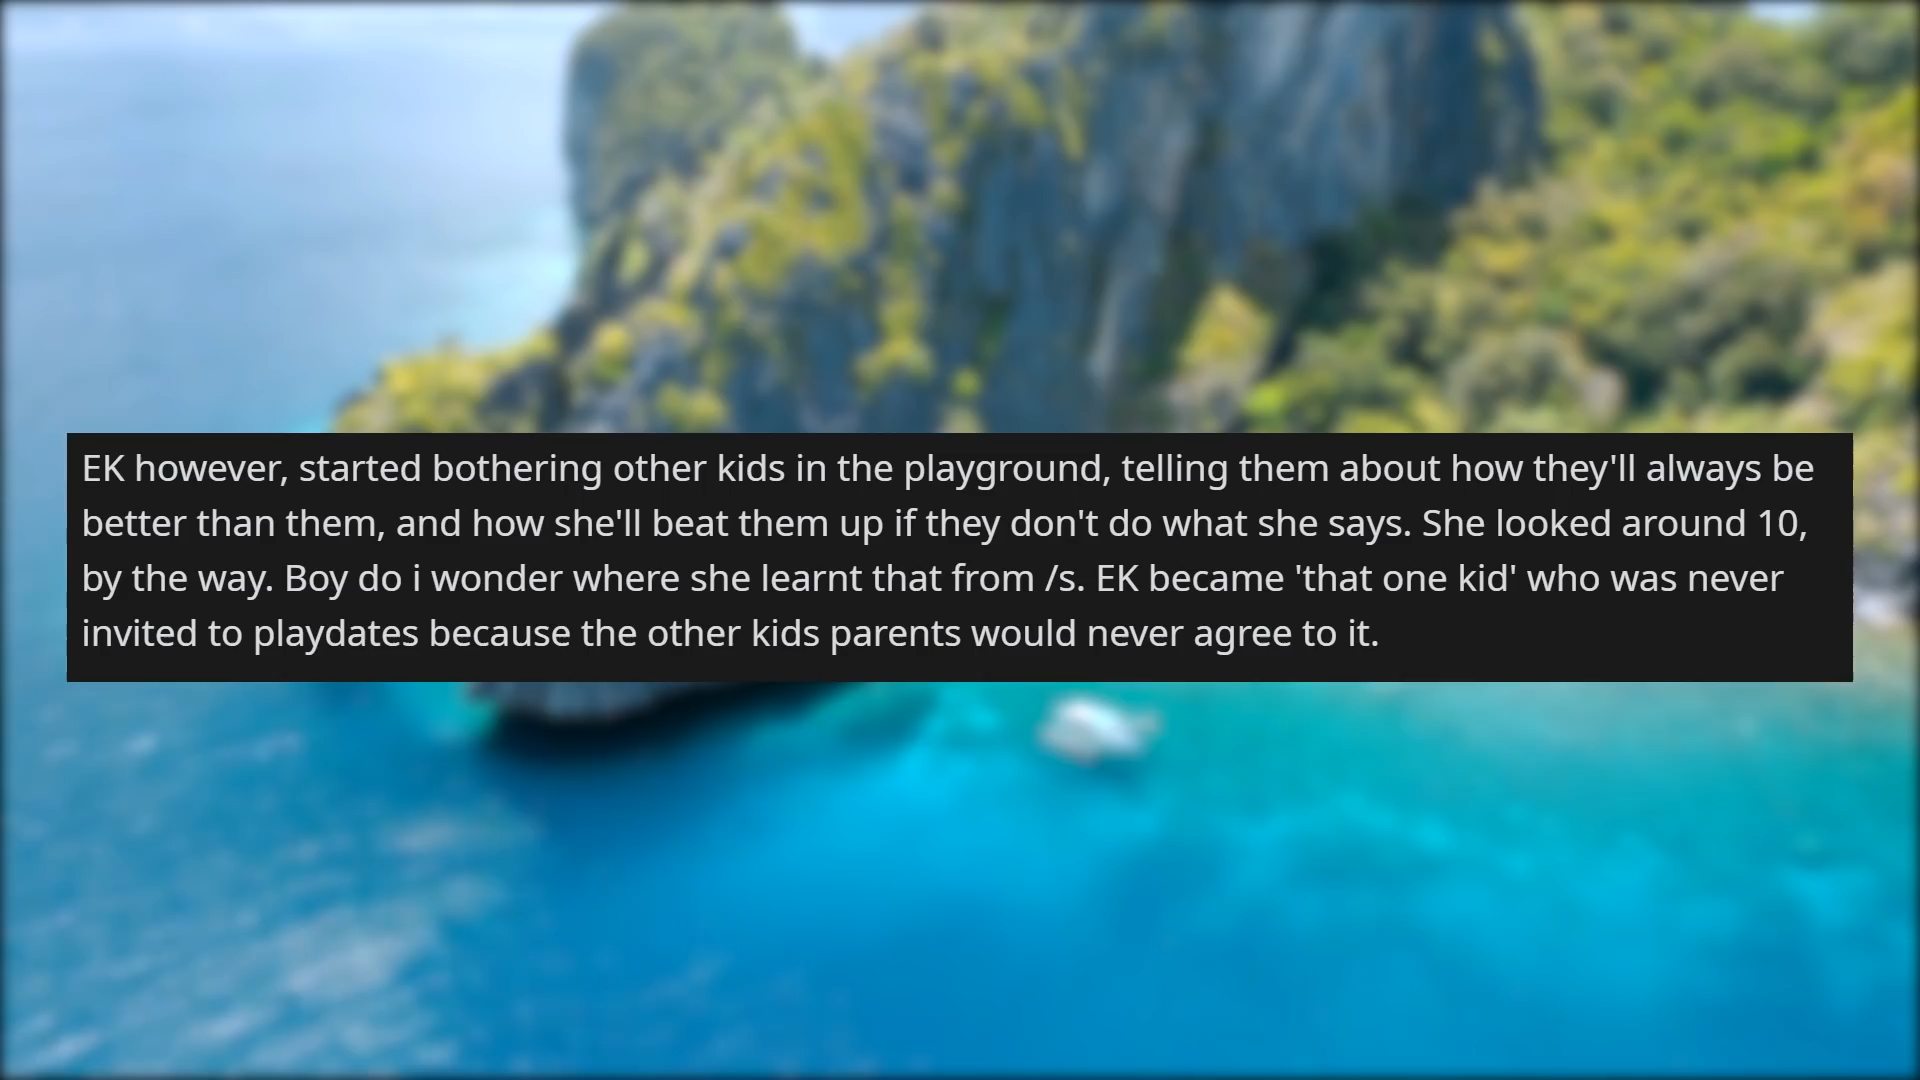 EK however, started bothering other kids in the playground, telling them about how they'll always be
better than them, and how she'll beat them up if they don't do what she says. She looked around 10,
by the way. Boy do i wonder where she learnt that from /s. EK became 'that one kid' who was never
invited to playdates because the other kids parents would never agree to it.